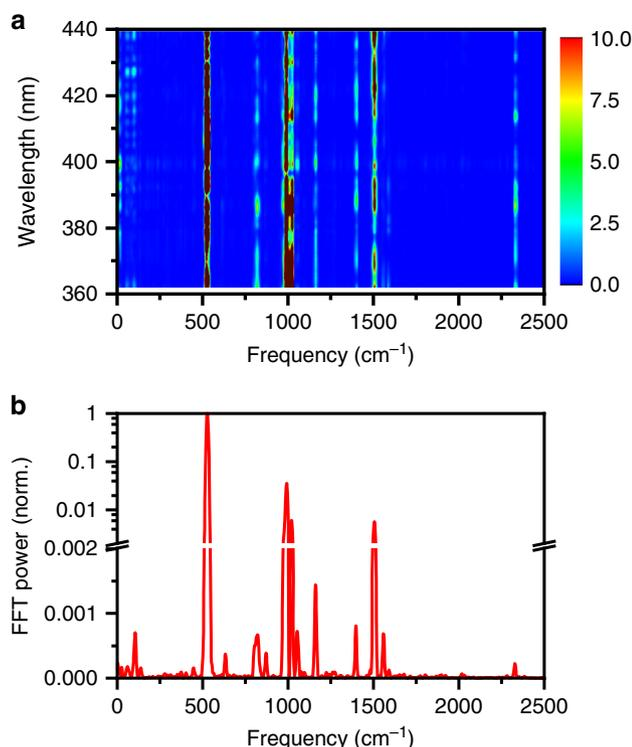 a
440
420
400
380
360
Wavelength (nm)
0 500 1000 1500 2000 2500
Frequency (cm⁻¹)
10.0
7.5
5.0
2.5
0.0
b
1
0.1
0.01
0.002
0.001
0.000
FFT power (norm.)
0 500 1000 1500 2000 2500
Frequency (cm⁻¹)